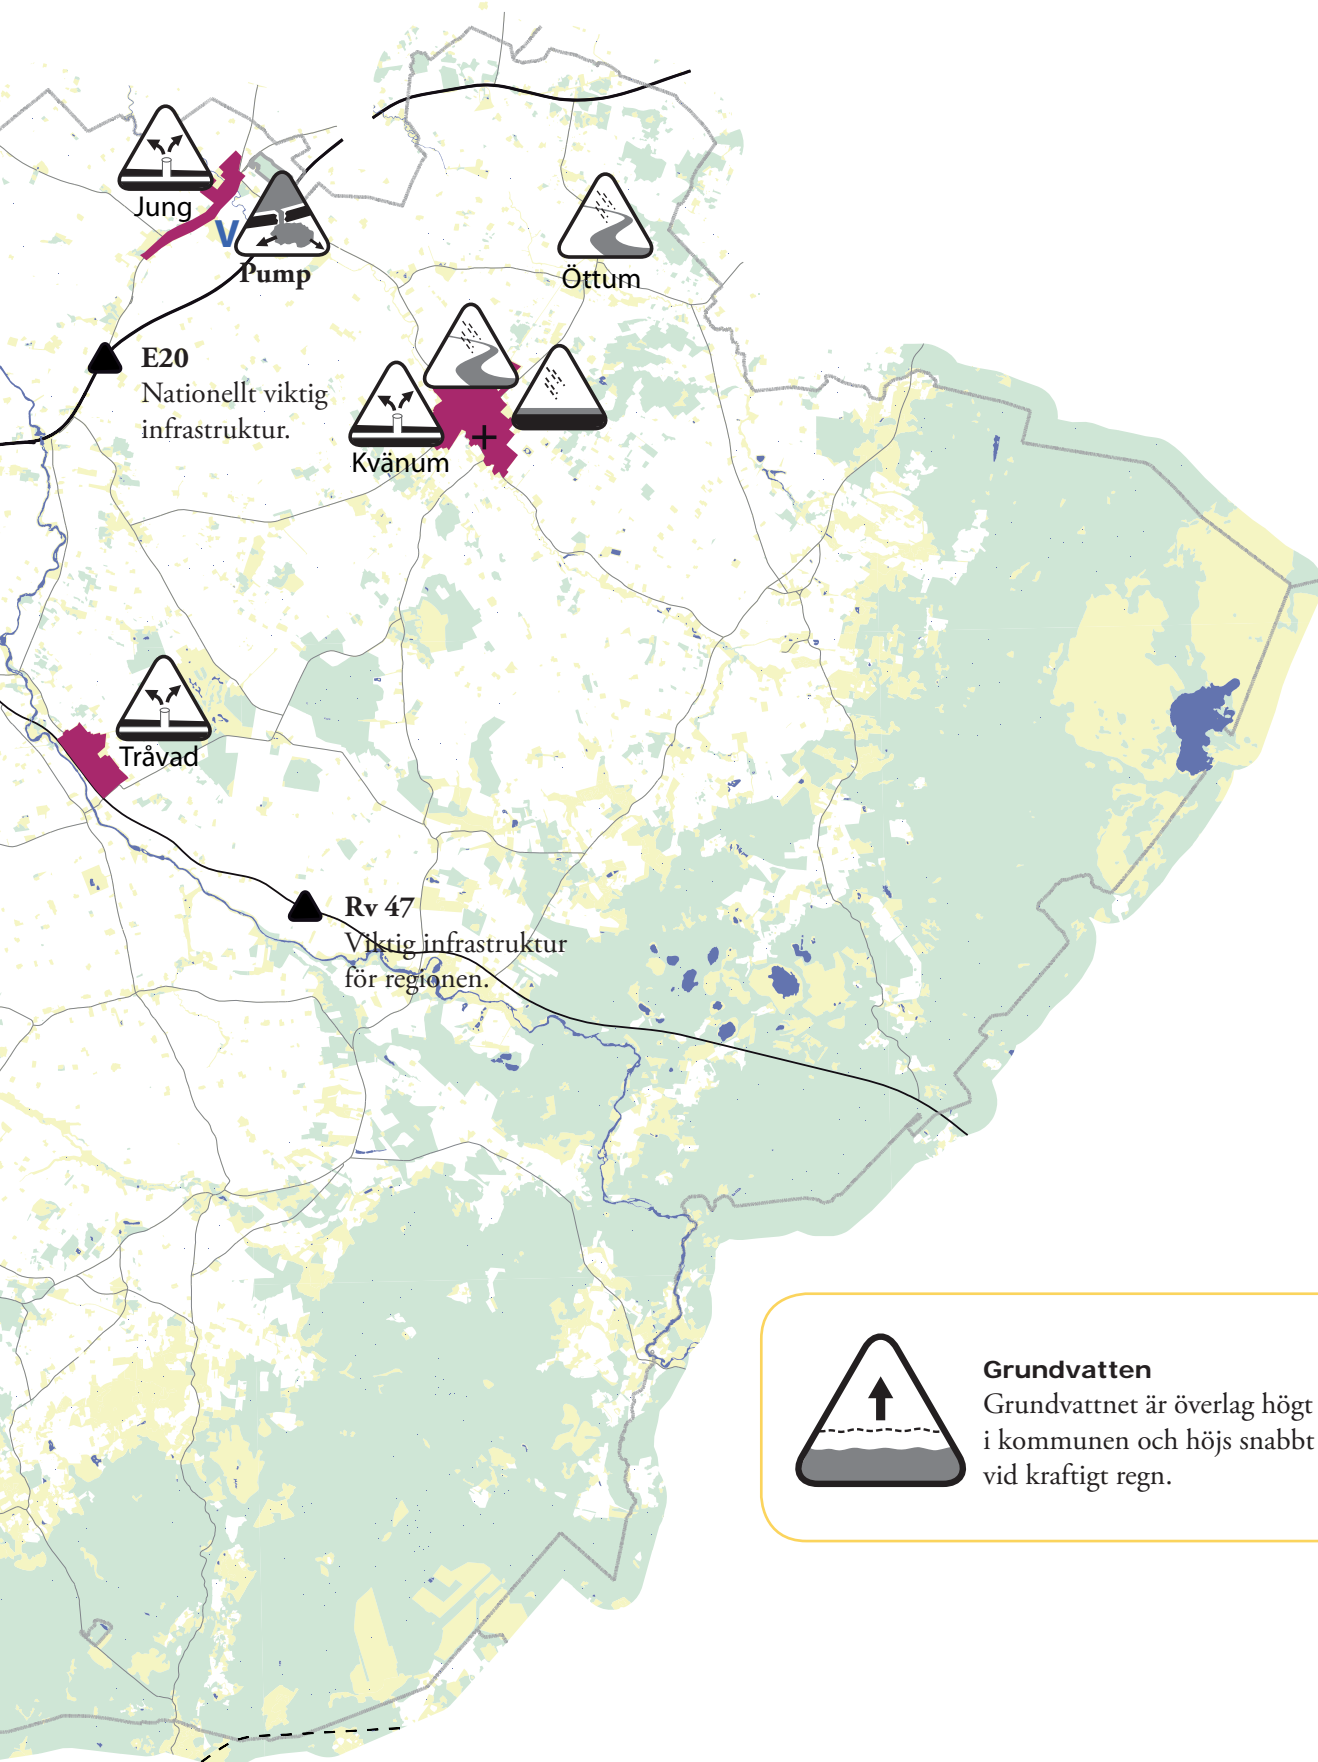 Jung
V
Pump
Öttum
E20
Nationellt viktig
infrastruktur.
Kvänum
Tråvad
Rv 47
Viktig infrastruktur
för regionen.
Grundvatten
Grundvattnet är överlag högt
i kommunen och höjs snabbt
vid kraftigt regn.